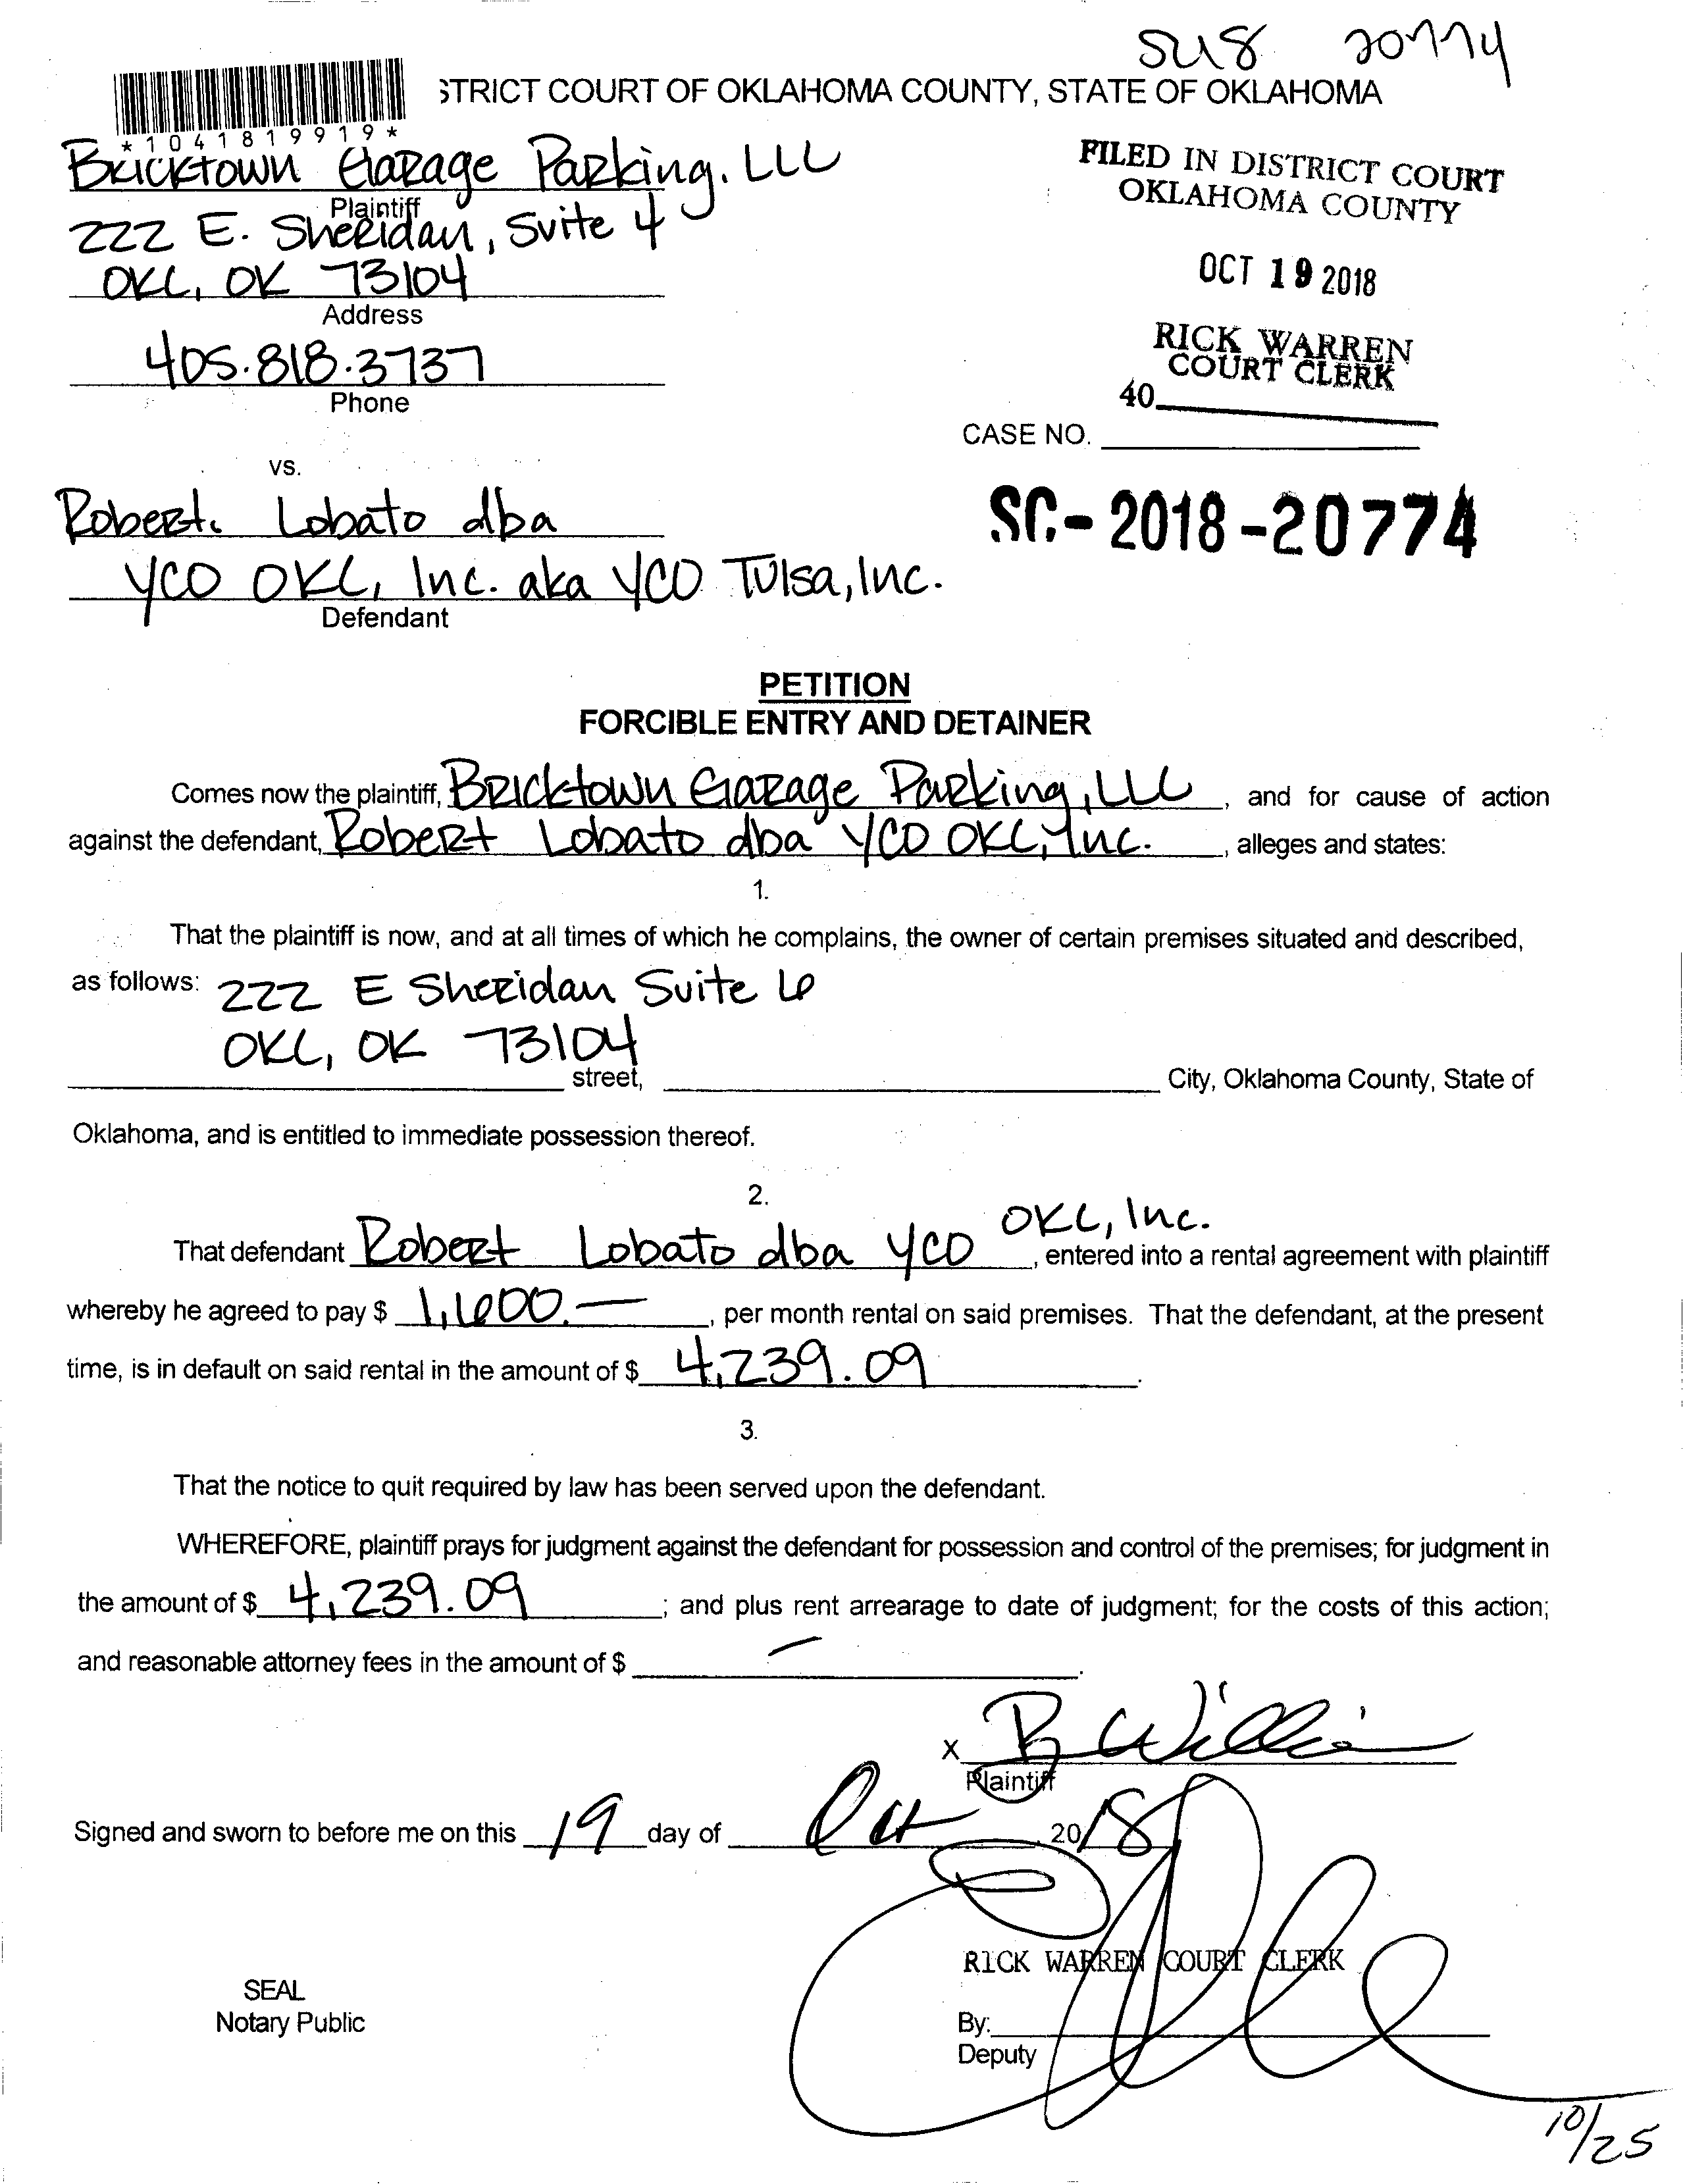 SC18 20774
STRICT COURT OF OKLAHOMA COUNTY, STATE OF OKLAHOMA
*1041819919*
Bricktown Garage Parking, LLC
Plaintiff
222 E. Sheridan, Suite 4
OKC, OK 73104
Address
405.818.3737
Phone
FILED IN DISTRICT COURT
OKLAHOMA COUNTY
OCT 19 2018
RICK WARREN
COURT CLERK
40
CASE NO.
SC-2018-20774
vs.
Robert Lobato dba
YCO OKC, Inc. aka YCO Tulsa, Inc.
Defendant
PETITION
FORCIBLE ENTRY AND DETAINER
Comes now the plaintiff, Bricktown Garage Parking, LLC, and for cause of action
against the defendant, Robert Lobato dba YCO OKC, Inc., alleges and states:
1.
That the plaintiff is now, and at all times of which he complains, the owner of certain premises situated and described,
as follows: 222 E Sheridan Suite 6
OKC, OK 73104
street, City, Oklahoma County, State of
Oklahoma, and is entitled to immediate possession thereof.
2.
That defendant Robert Lobato dba YCO OKC, Inc., entered into a rental agreement with plaintiff
whereby he agreed to pay $ 1,600.—, per month rental on said premises. That the defendant, at the present
time, is in default on said rental in the amount of $ 4,239.09.
3.
That the notice to quit required by law has been served upon the defendant.
WHEREFORE, plaintiff prays for judgment against the defendant for possession and control of the premises; for judgment in
the amount of $ 4,239.09; and plus rent arrearage to date of judgment; for the costs of this action;
and reasonable attorney fees in the amount of $ —.
x B Willi
Plaintiff
Signed and sworn to before me on this 19 day of Oct, 2018
RICK WARREN COURT CLERK
SEAL
Notary Public
By:
Deputy
10/25